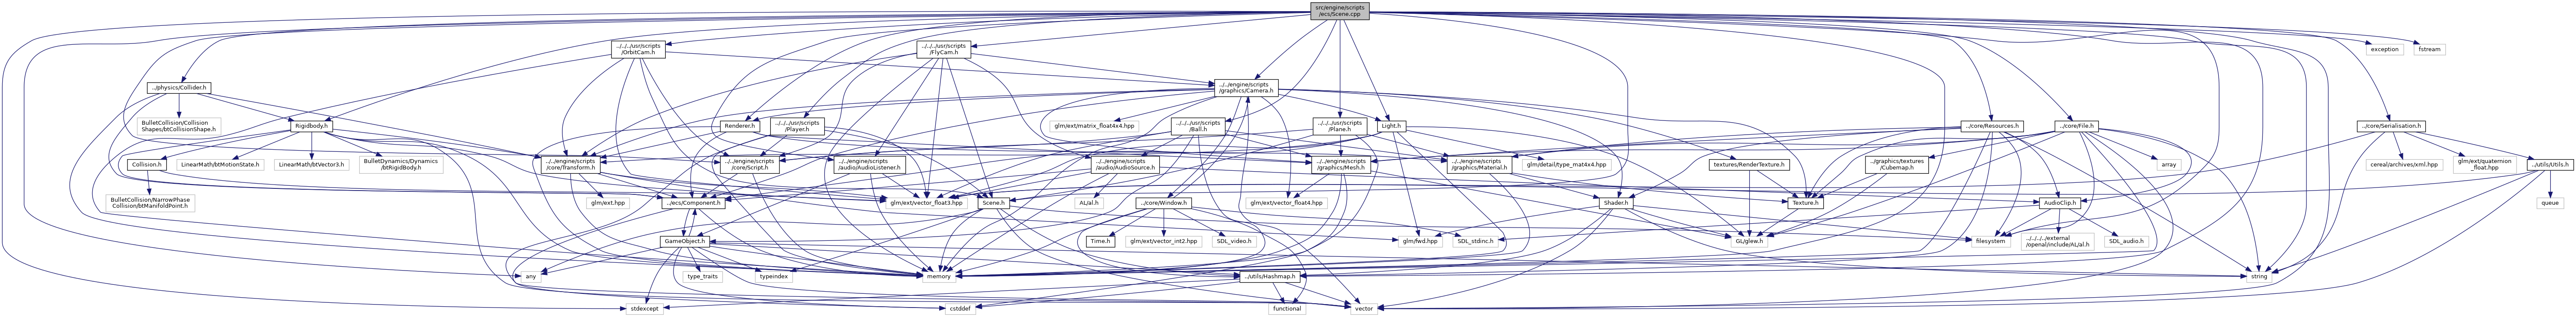 src/engine/scripts
/ecs/Scene.cpp
../../../usr/scripts
/OrbitCam.h
../../../usr/scripts
/FlyCam.h
exception
fstream
../physics/Collider.h
../../engine/scripts
/graphics/Camera.h
BulletCollision/Collision
Shapes/btCollisionShape.h
Rigidbody.h
Renderer.h
../../../usr/scripts
/Player.h
glm/ext/matrix_float4x4.hpp
../../../usr/scripts
/Ball.h
../../../usr/scripts
/Plane.h
Light.h
../core/Resources.h
../core/File.h
../core/Serialisation.h
Collision.h
LinearMath/btMotionState.h
LinearMath/btVector3.h
BulletDynamics/Dynamics
/btRigidBody.h
../../engine/scripts
/core/Transform.h
../../engine/scripts
/core/Script.h
../../engine/scripts
/audio/AudioListener.h
../../engine/scripts
/audio/AudioSource.h
../../engine/scripts
/graphics/Mesh.h
../../engine/scripts
/graphics/Material.h
glm/detail/type_mat4x4.hpp
textures/RenderTexture.h
../graphics/textures
/Cubemap.h
array
cereal/archives/xml.hpp
glm/ext/quaternion
_float.hpp
../utils/Utils.h
BulletCollision/NarrowPhase
Collision/btManifoldPoint.h
glm/ext.hpp
../ecs/Component.h
glm/ext/vector_float3.hpp
Scene.h
AL/al.h
../core/Window.h
glm/ext/vector_float4.hpp
Shader.h
Texture.h
AudioClip.h
queue
GameObject.h
Time.h
glm/ext/vector_int2.hpp
SDL_video.h
glm/fwd.hpp
SDL_stdinc.h
GL/glew.h
filesystem
../../../../external
/openal/include/AL/al.h
SDL_audio.h
any
type_traits
typeindex
memory
../utils/Hashmap.h
string
stdexcept
cstddef
functional
vector